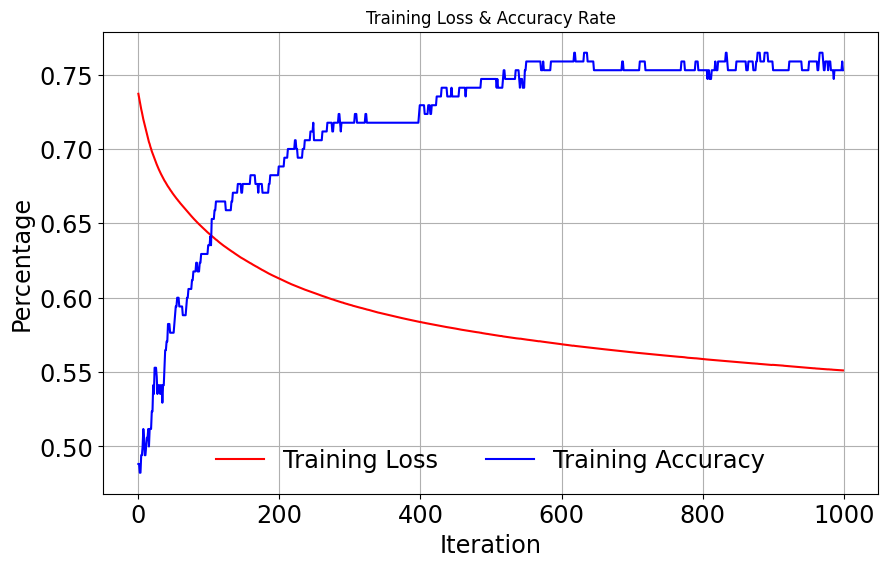 Training Loss & Accuracy Rate
0.75
0.70
0.65
0.60
0.55
0.50
Percentage
Training Loss
Training Accuracy
0
200
400
600
800
1000
Iteration